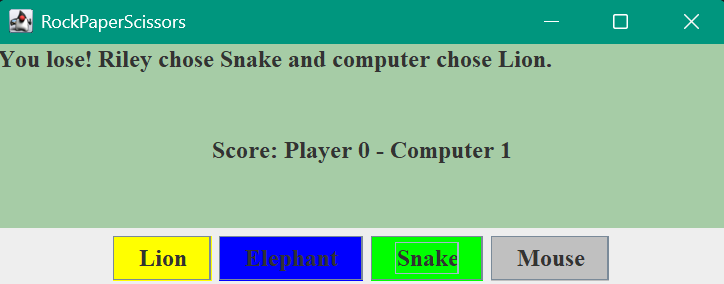 RockPaperScissors
You lose! Riley chose Snake and computer chose Lion.
Score: Player 0 - Computer 1
Lion Elephant Snake Mouse